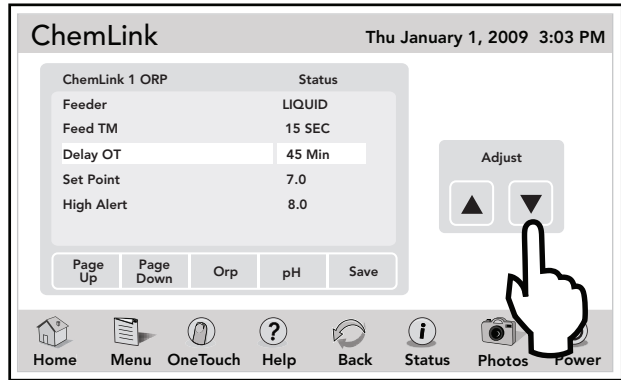 ChemLink
Thu January 1, 2009 3:03 PM
ChemLink 1 ORP Status
Feeder LIQUID
Feed TM 15 SEC
Delay OT 45 Min
Set Point 7.0
High Alert 8.0
Adjust
Page Up Page Down Orp pH Save
Home Menu OneTouch Help Back Status Photos Power